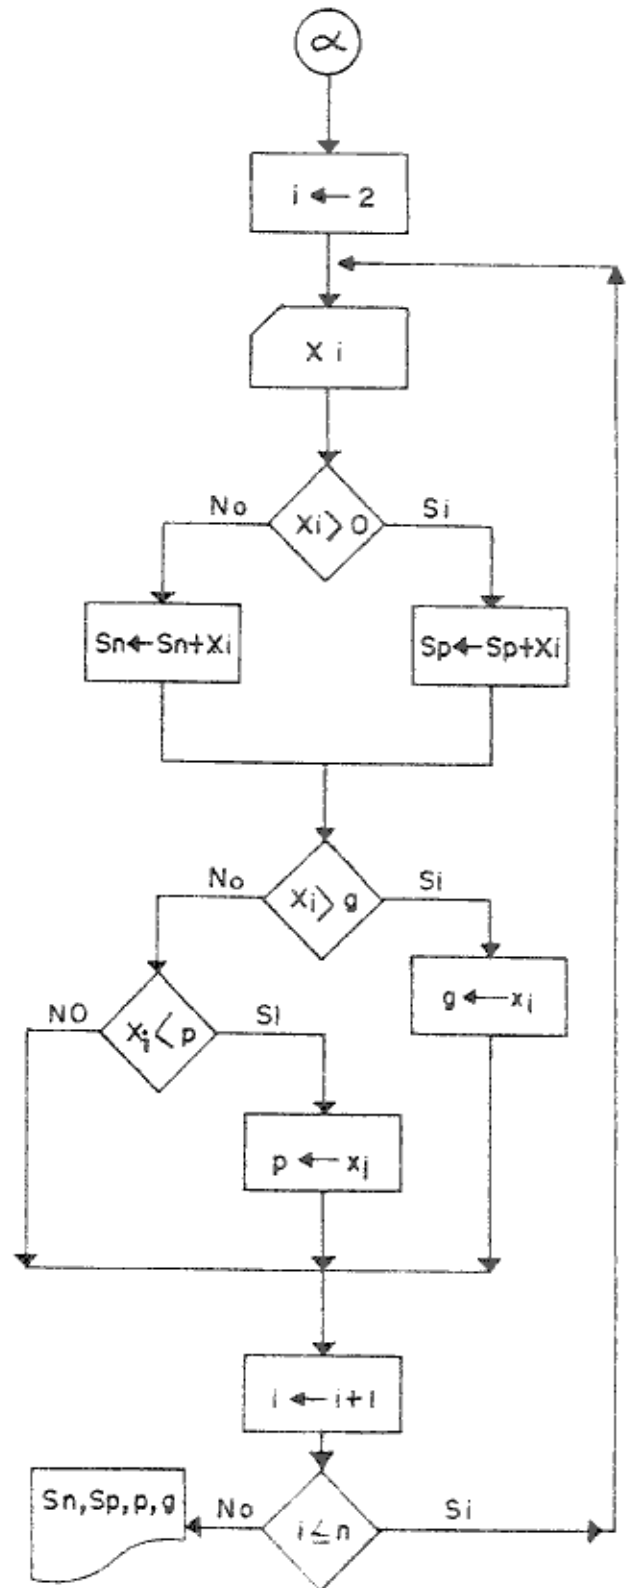 α
i ← 2
X i
Xi > 0
No
Si
Sn←Sn+Xi
Sp←Sp+Xi
Xi > g
No
Si
g ← xi
Xi < p
NO
SI
p ← xi
i ← i+1
i ≤ n
No
Si
Sn, Sp, p, g